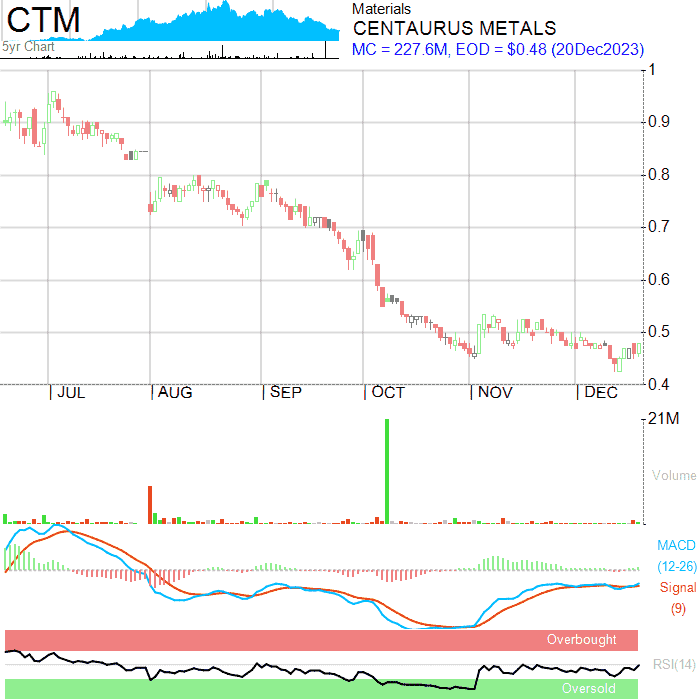 CTM
5yr Chart
Materials
CENTAURUS METALS
MC = 227.6M, EOD = $0.48 (20Dec2023)
1
0.9
0.8
0.7
0.6
0.5
0.4
JUL AUG SEP OCT NOV DEC
21M
Volume
MACD
(12-26)
Signal
(9)
Overbought
RSI(14)
Oversold